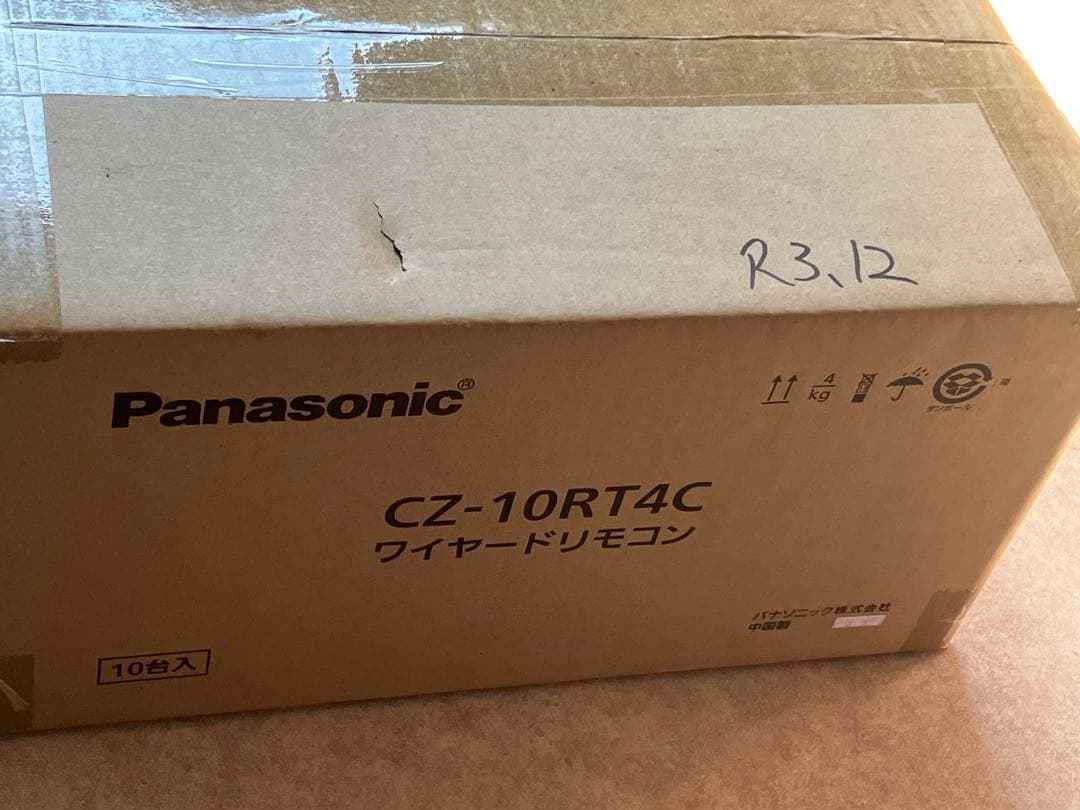 R3、12
Panasonic®
4
kg
ダンボール
:箱
CZ-10RT4C
ワイヤードリモコン
パナソニック株式会社
中国製
10台入